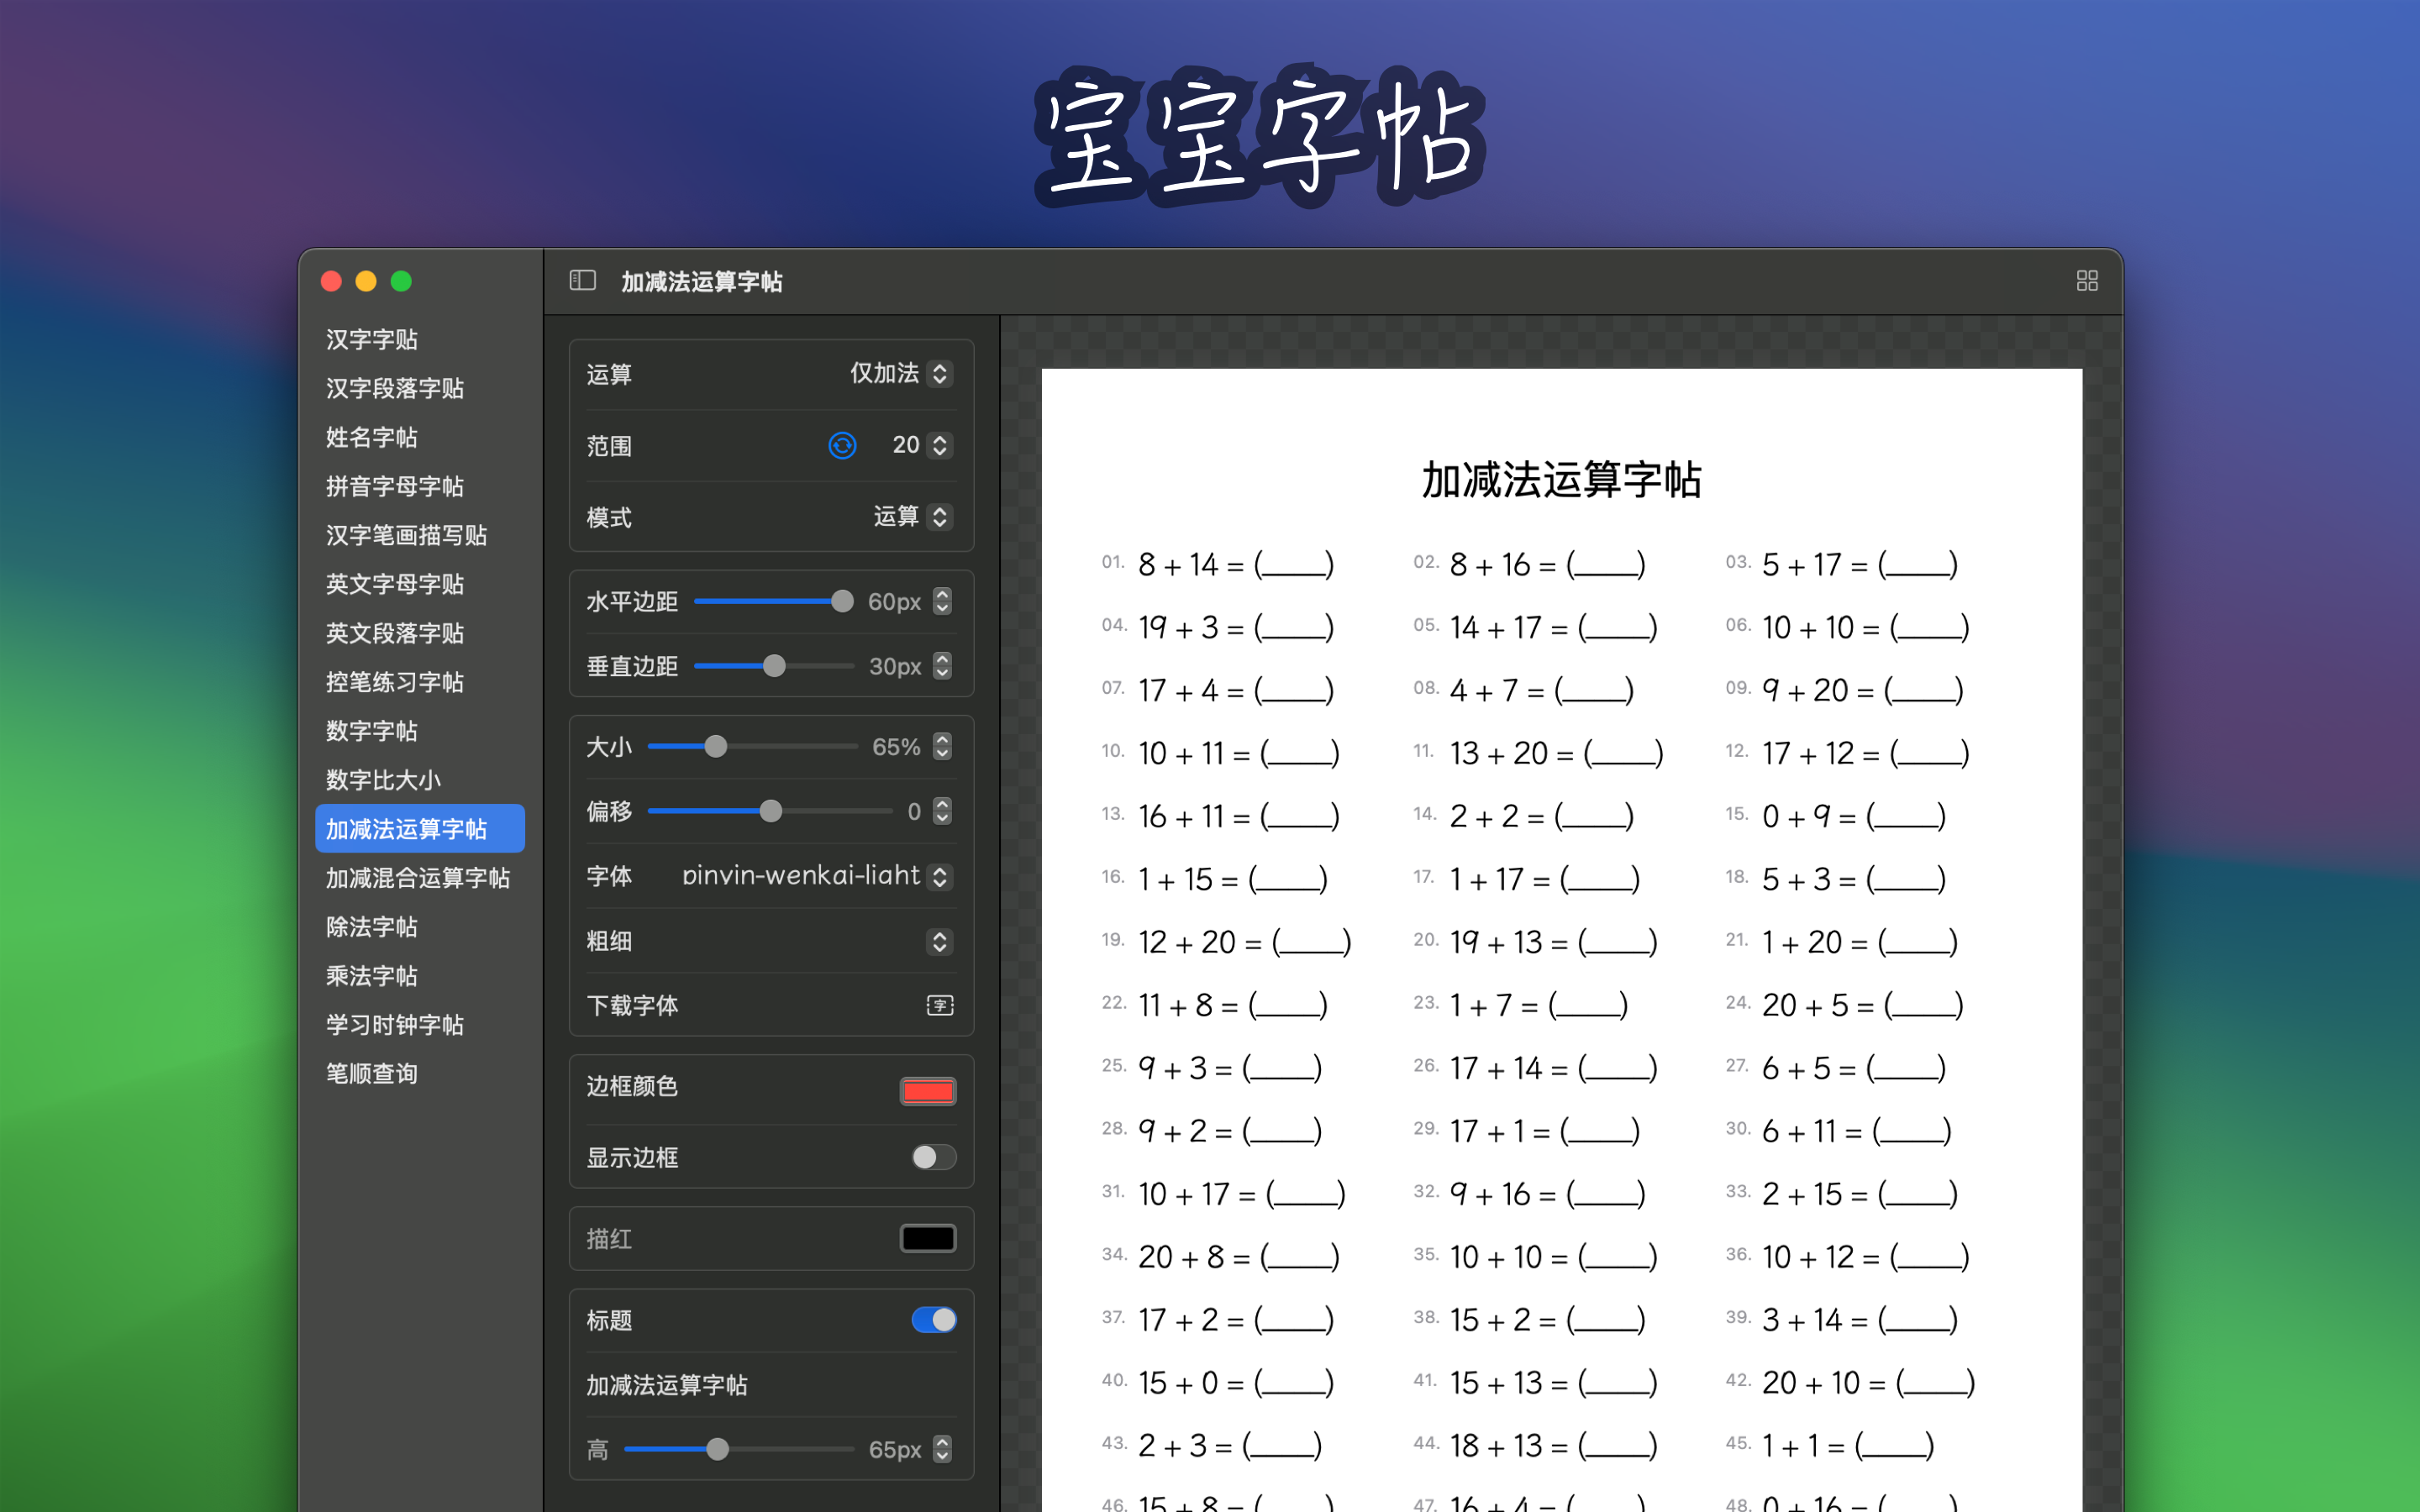 宝宝字帖
加减法运算字帖
汉字字贴
汉字段落字贴
姓名字帖
拼音字母字帖
汉字笔画描写贴
英文字母字贴
英文段落字贴
控笔练习字帖
数字字帖
数字比大小
加减法运算字帖
加减混合运算字帖
除法字帖
乘法字帖
学习时钟字帖
笔顺查询
运算 仅加法
范围 20
模式 运算
水平边距 60px
垂直边距 30px
大小 65%
偏移 0
字体 pinyin-wenkai-light
粗细
下载字体 字
边框颜色
显示边框
描红
标题
加减法运算字帖
高 65px
加减法运算字帖
01. 8 + 14 = (____) 02. 8 + 16 = (____) 03. 5 + 17 = (____)
04. 19 + 3 = (____) 05. 14 + 17 = (____) 06. 10 + 10 = (____)
07. 17 + 4 = (____) 08. 4 + 7 = (____) 09. 9 + 20 = (____)
10. 10 + 11 = (____) 11. 13 + 20 = (____) 12. 17 + 12 = (____)
13. 16 + 11 = (____) 14. 2 + 2 = (____) 15. 0 + 9 = (____)
16. 1 + 15 = (____) 17. 1 + 17 = (____) 18. 5 + 3 = (____)
19. 12 + 20 = (____) 20. 19 + 13 = (____) 21. 1 + 20 = (____)
22. 11 + 8 = (____) 23. 1 + 7 = (____) 24. 20 + 5 = (____)
25. 9 + 3 = (____) 26. 17 + 14 = (____) 27. 6 + 5 = (____)
28. 9 + 2 = (____) 29. 17 + 1 = (____) 30. 6 + 11 = (____)
31. 10 + 17 = (____) 32. 9 + 16 = (____) 33. 2 + 15 = (____)
34. 20 + 8 = (____) 35. 10 + 10 = (____) 36. 10 + 12 = (____)
37. 17 + 2 = (____) 38. 15 + 2 = (____) 39. 3 + 14 = (____)
40. 15 + 0 = (____) 41. 15 + 13 = (____) 42. 20 + 10 = (____)
43. 2 + 3 = (____) 44. 18 + 13 = (____) 45. 1 + 1 = (____)
46. 15 + 8 = (____) 47. 16 + 4 = (____) 48. 0 + 16 = (____)